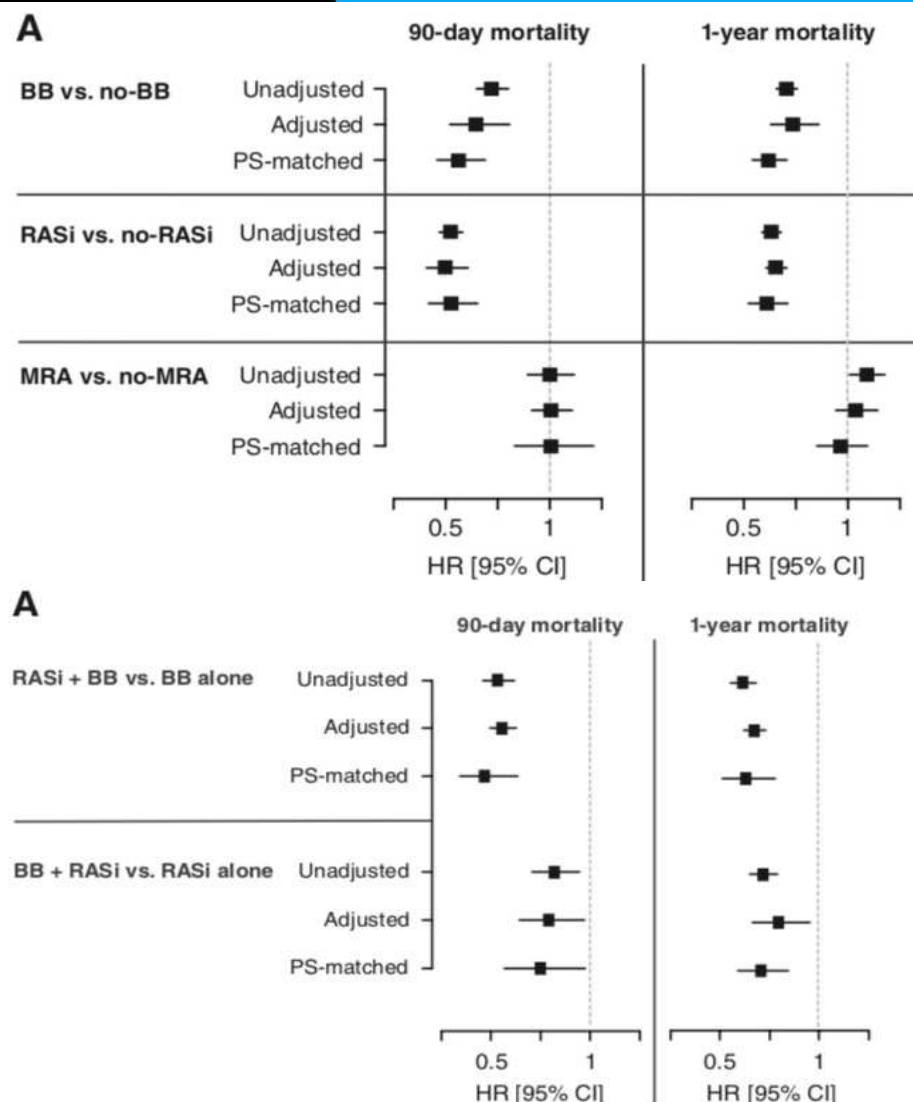 A
90-day mortality 1-year mortality
BB vs. no-BB Unadjusted
Adjusted
PS-matched
RASi vs. no-RASi Unadjusted
Adjusted
PS-matched
MRA vs. no-MRA Unadjusted
Adjusted
PS-matched
0.5 1 0.5 1
HR [95% CI] HR [95% CI]
A
90-day mortality 1-year mortality
RASi + BB vs. BB alone Unadjusted
Adjusted
PS-matched
BB + RASi vs. RASi alone Unadjusted
Adjusted
PS-matched
0.5 1 0.5 1
HR [95% CI] HR [95% CI]